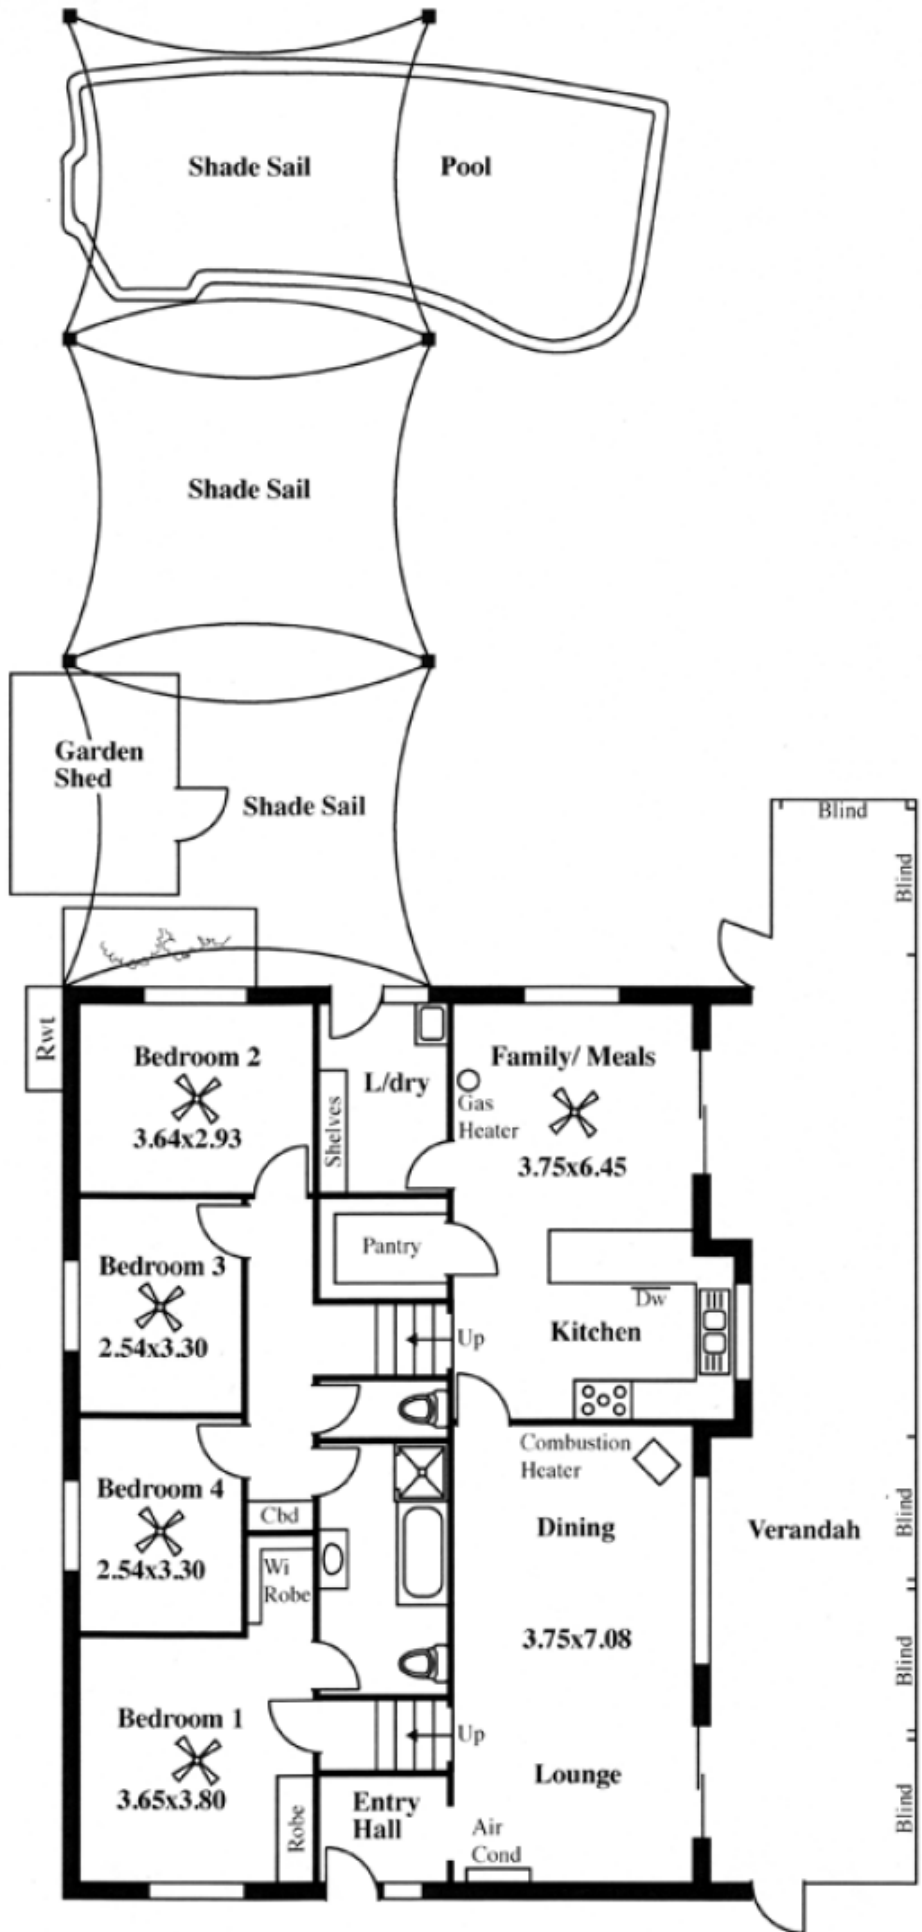 Shade Sail
Pool
Shade Sail
Garden
Shed
Shade Sail
Blind
Blind
Rwt
Bedroom 2
3.64x2.93
L/dry
Shelves
Family/ Meals
Gas
Heater
3.75x6.45
Pantry
Bedroom 3
2.54x3.30
Up
Dw
Kitchen
Combustion
Heater
Bedroom 4
2.54x3.30
Cbd
Wi
Robe
Dining
Verandah
Blind
3.75x7.08
Blind
Bedroom 1
3.65x3.80
Robe
Up
Entry
Hall
Lounge
Air
Cond
Blind